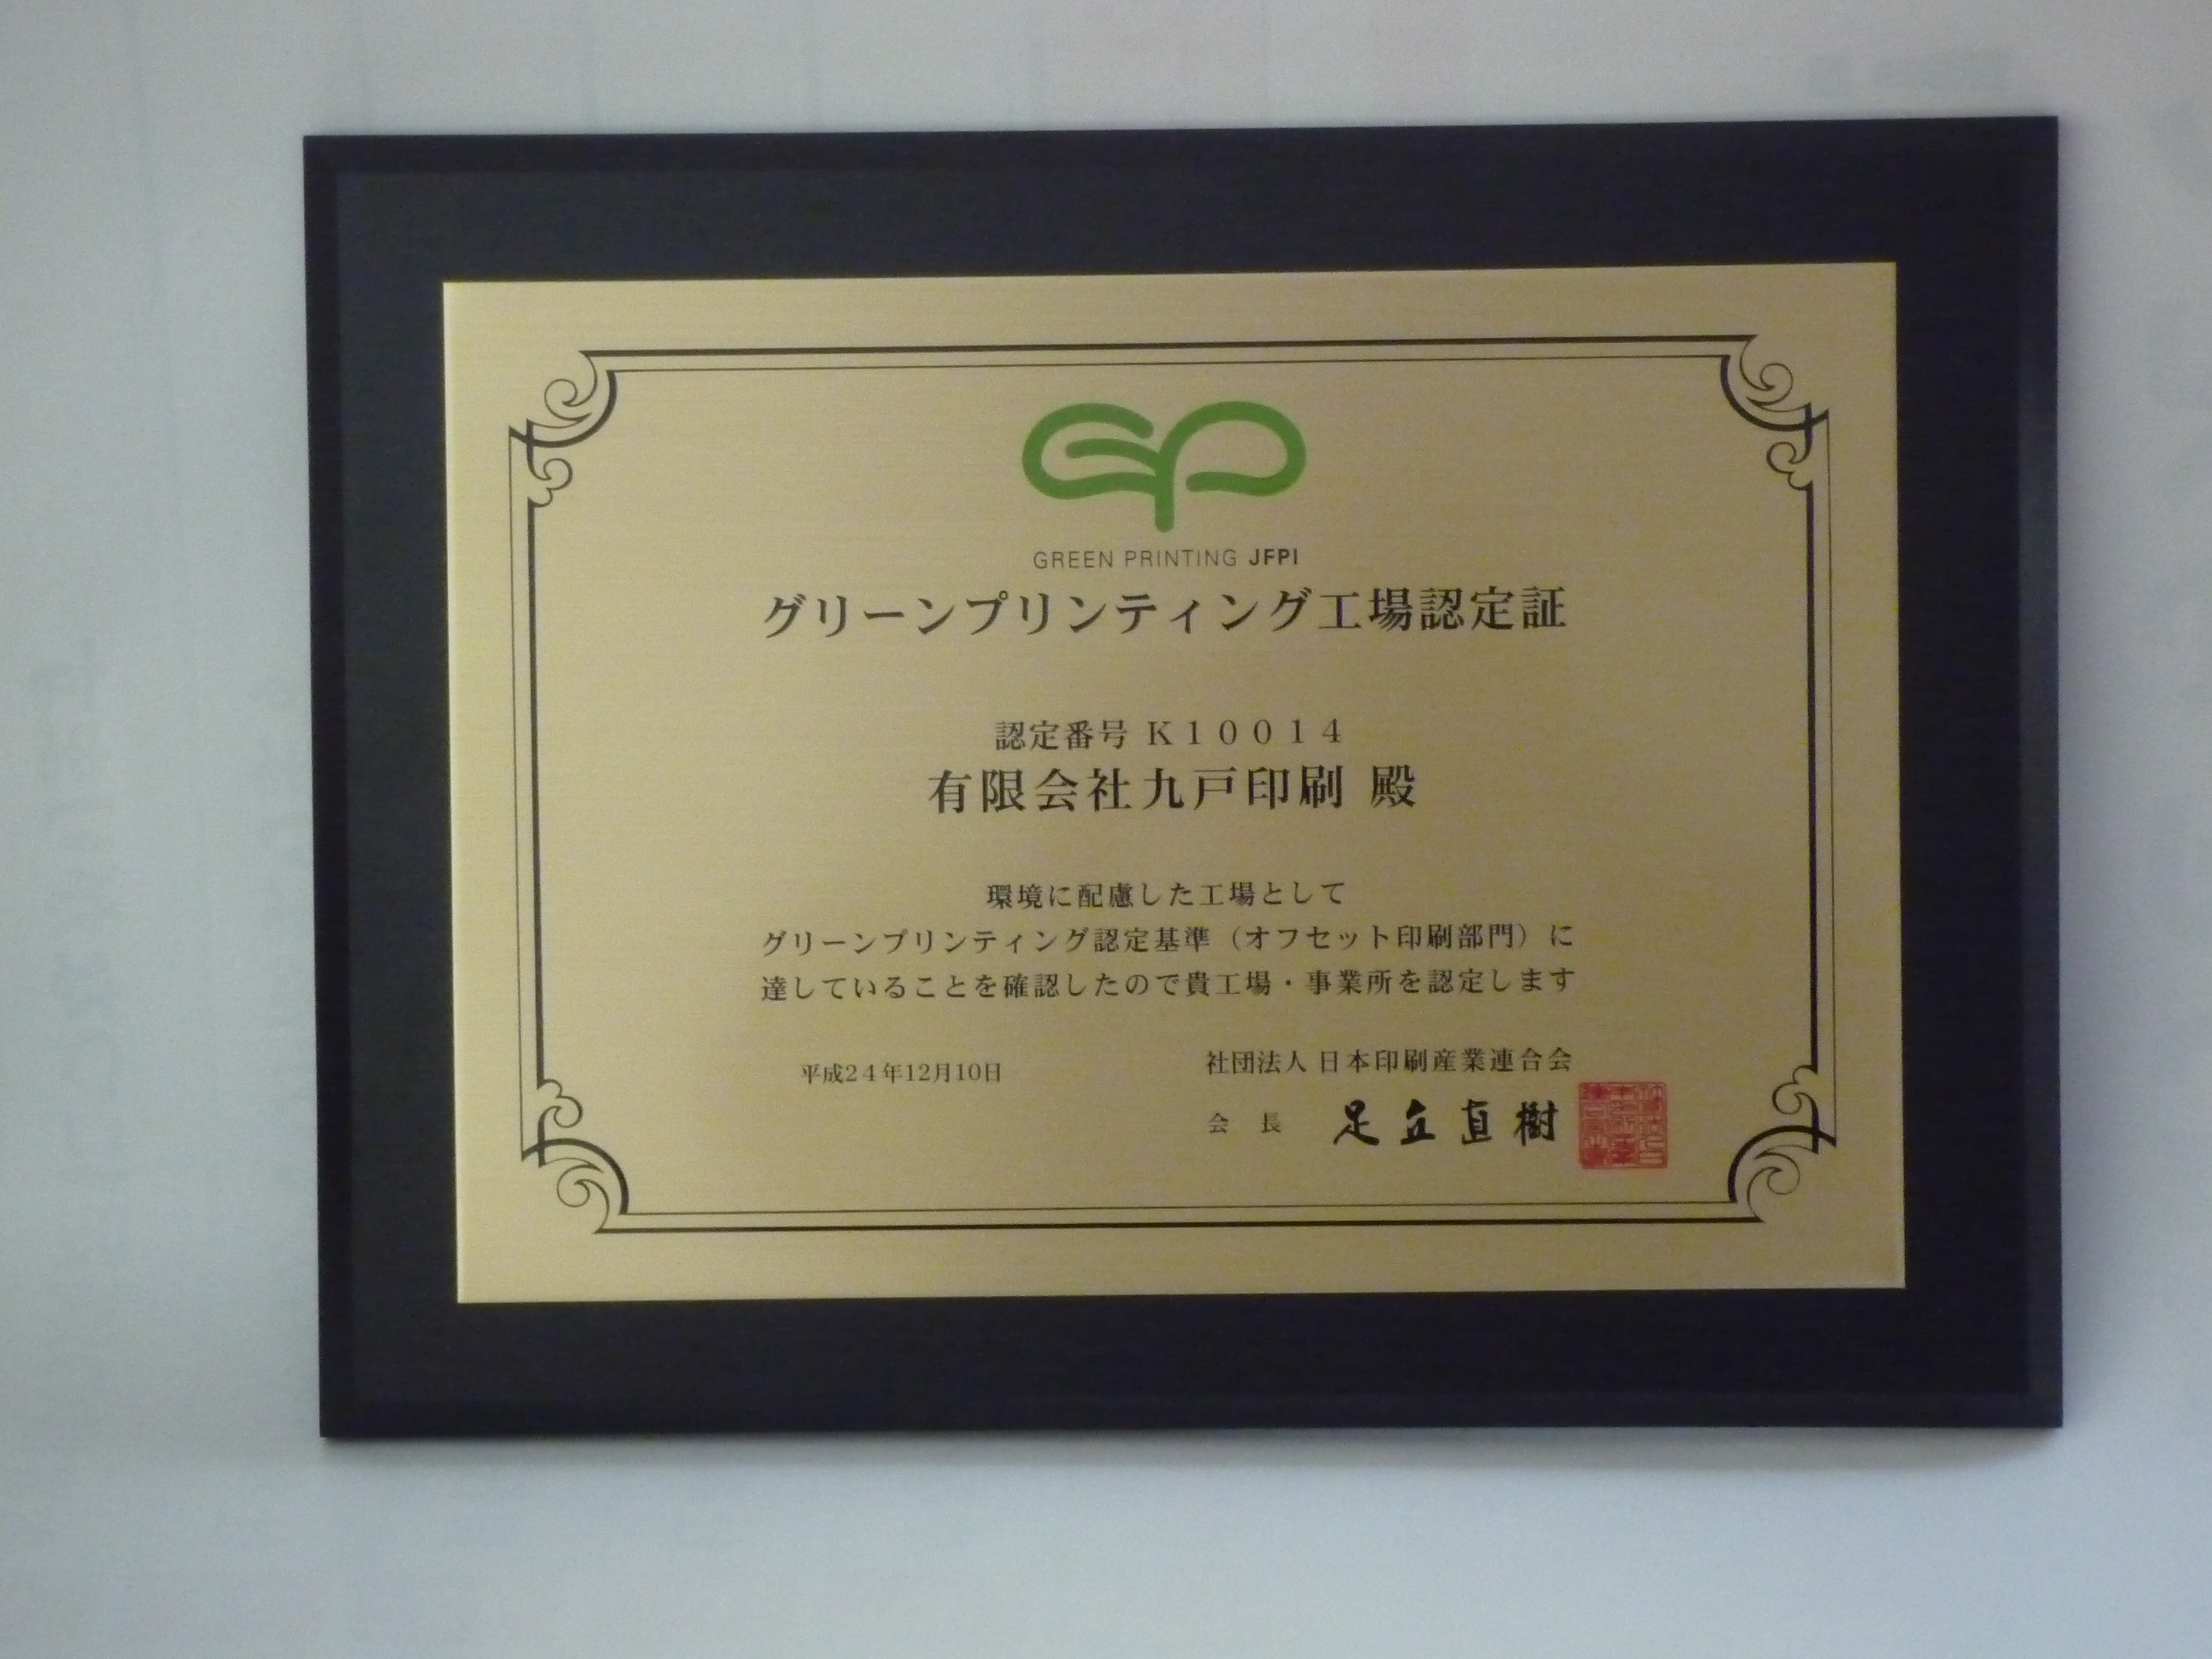 GREEN PRINTING JFPI
グリーンプリンティング工場認定証
認定番号 K10014
有限会社九戸印刷 殿
環境に配慮した工場として
グリーンプリンティング認定基準（オフセット印刷部門）に
達していることを確認したので貴工場・事業所を認定します
平成24年12月10日
社団法人 日本印刷産業連合会
会 長 足立直樹